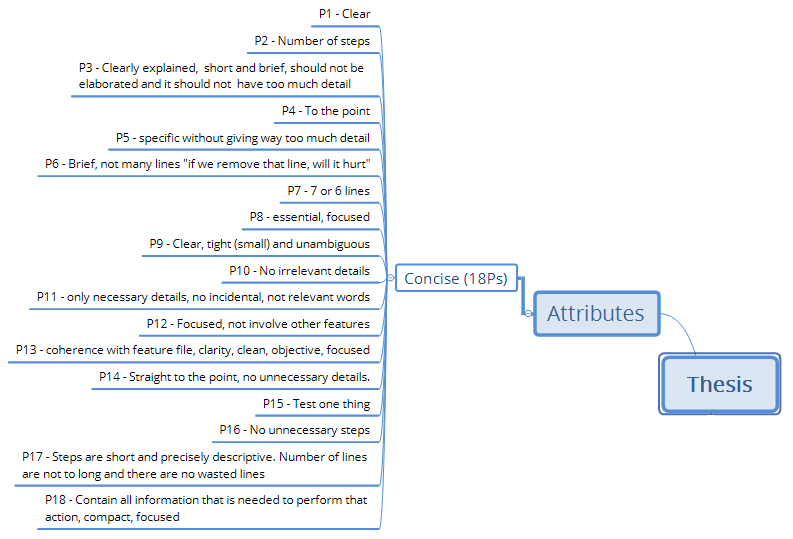 P1 - Clear
P2 - Number of steps
P3 - Clearly explained, short and brief, should not be
elaborated and it should not have too much detail
P4 - To the point
P5 - specific without giving way too much detail
P6 - Brief, not many lines "if we remove that line, will it hurt"
P7 - 7 or 6 lines
P8 - essential, focused
P9 - Clear, tight (small) and unambiguous
P10 - No irrelevant details
P11 - only necessary details, no incidental, not relevant words
P12 - Focused, not involve other features
P13 - coherence with feature file, clarity, clean, objective, focused
P14 - Straight to the point, no unnecessary details.
P15 - Test one thing
P16 - No unnecessary steps
P17 - Steps are short and precisely descriptive. Number of lines
are not to long and there are no wasted lines
P18 - Contain all information that is needed to perform that
action, compact, focused
Concise (18Ps)
Attributes
Thesis